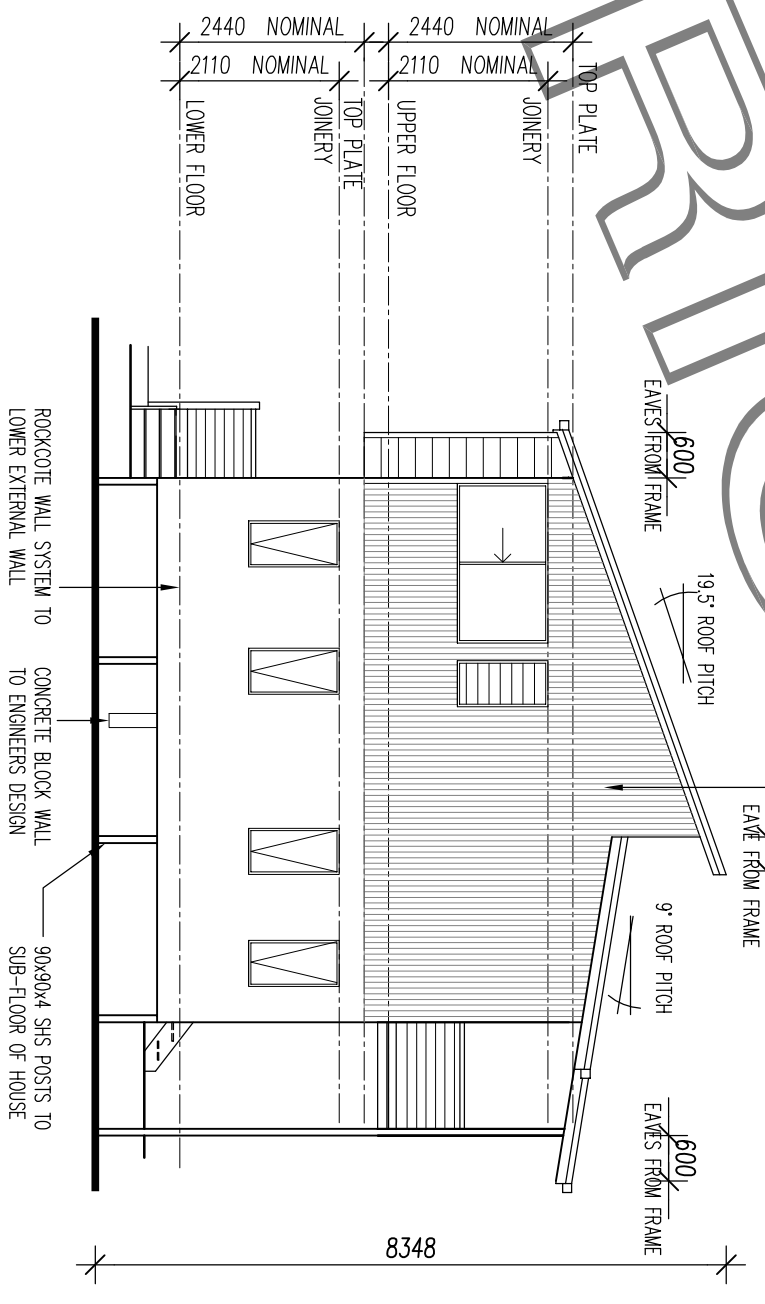 2440 NOMINAL
2440 NOMINAL
2110 NOMINAL
2110 NOMINAL
LOWER FLOOR
JOINERY
TOP PLATE
UPPER FLOOR
JOINERY
TOP PLATE
600
EAVES FROM FRAME
19.5° ROOF PITCH
EAVE FROM FRAME
9° ROOF PITCH
600
EAVES FROM FRAME
8348
ROCKCOTE WALL SYSTEM TO
LOWER EXTERNAL WALL
CONCRETE BLOCK WALL
TO ENGINEERS DESIGN
90x90x4 SHS POSTS TO
SUB-FLOOR OF HOUSE